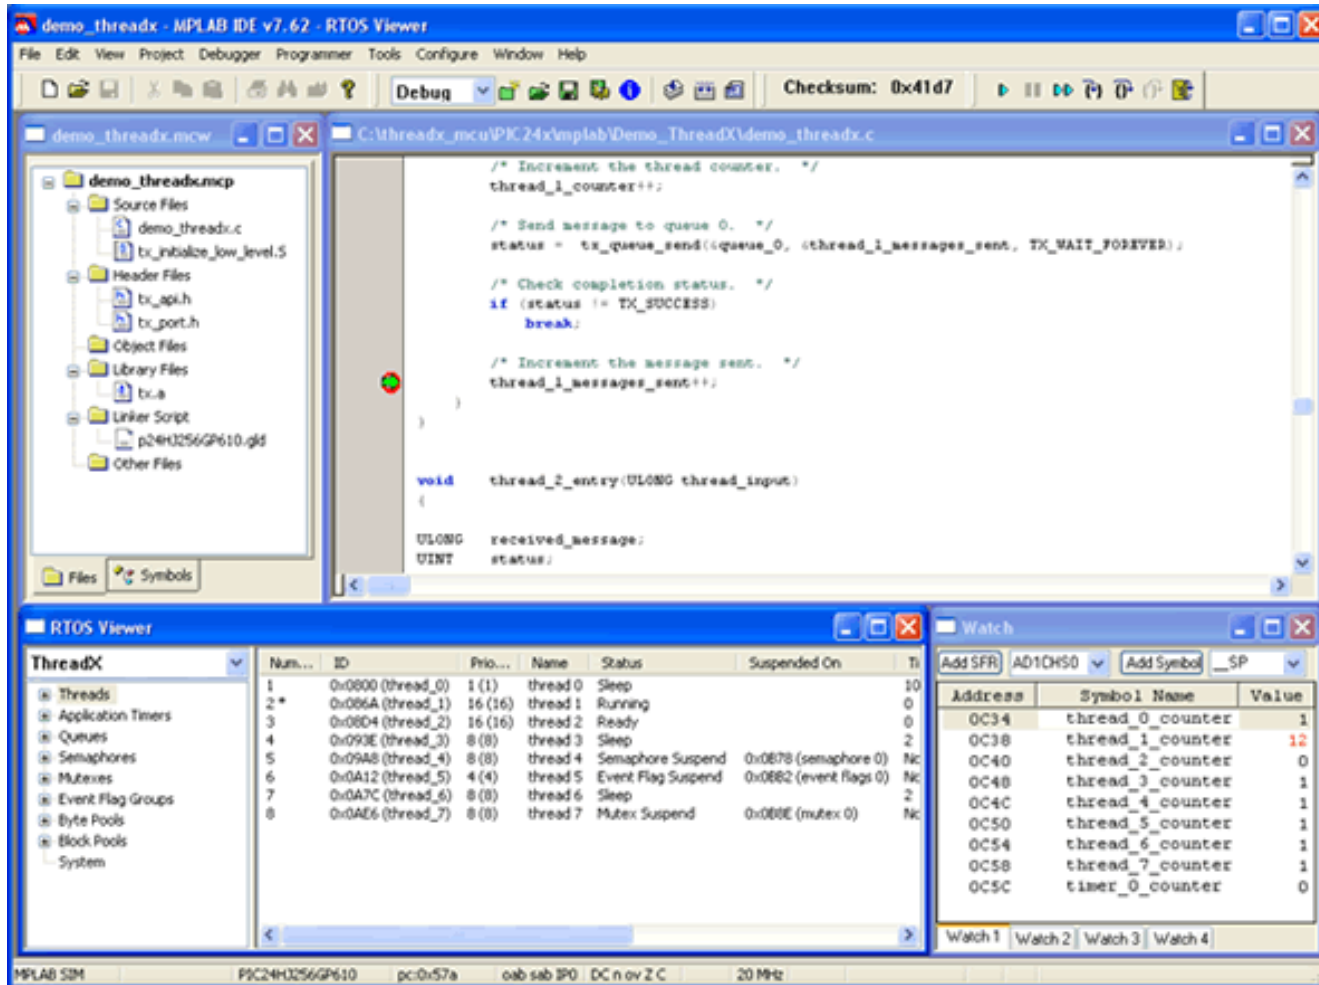 demo_threadx - MPLAB IDE v7.62 - RTOS Viewer
File Edit View Project Debugger Programmer Tools Configure Window Help
Debug Checksum: 0x41d7
demo_threadx.mcw
demo_threadx.mcp
Source Files
demo_threadx.c
tx_initialize_low_level.S
Header Files
tx_api.h
tx_port.h
Object Files
Library Files
tx.a
Linker Script
p24HJ256GP610.gld
Other Files
Files Symbols
C:\threadx_mcu\PIC24x\mplab\Demo_ThreadX\demo_threadx.c
/* Increment the thread counter. */
thread_1_counter++;
/* Send message to queue 0. */
status = tx_queue_send(&queue_0, &thread_1_messages_sent, TX_WAIT_FOREVER);
/* Check completion status. */
if (status != TX_SUCCESS)
break;
/* Increment the message sent. */
thread_1_messages_sent++;
}
}
void thread_2_entry(ULONG thread_input)
{
ULONG received_message;
UINT status;
RTOS Viewer
ThreadX
Threads
Application Timers
Queues
Semaphores
Mutexes
Event Flag Groups
Byte Pools
Block Pools
System
Num... ID Prio... Name Status Suspended On Ti
1 0x0800 (thread_0) 1 (1) thread 0 Sleep 10
2 * 0x086A (thread_1) 16 (16) thread 1 Running 0
3 0x08D4 (thread_2) 16 (16) thread 2 Ready 0
4 0x093E (thread_3) 8 (8) thread 3 Sleep 2
5 0x09A8 (thread_4) 8 (8) thread 4 Semaphore Suspend 0x0B78 (semaphore 0) No
6 0x0A12 (thread_5) 4 (4) thread 5 Event Flag Suspend 0x0BB2 (event flags 0) No
7 0x0A7C (thread_6) 8 (8) thread 6 Sleep 2
8 0x0AE6 (thread_7) 8 (8) thread 7 Mutex Suspend 0x0B8E (mutex 0) No
Watch
Add SFR AD1CHS0 Add Symbol __SP
Address Symbol Name Value
0C34 thread_0_counter 1
0C38 thread_1_counter 12
0C40 thread_2_counter 0
0C48 thread_3_counter 1
0C4C thread_4_counter 1
0C50 thread_5_counter 1
0C54 thread_6_counter 1
0C58 thread_7_counter 1
0C5C timer_0_counter 0
Watch 1 Watch 2 Watch 3 Watch 4
MPLAB SIM PIC24HJ256GP610 pc:0x57a oab sab IP0 DC n ov Z C 20 MHz